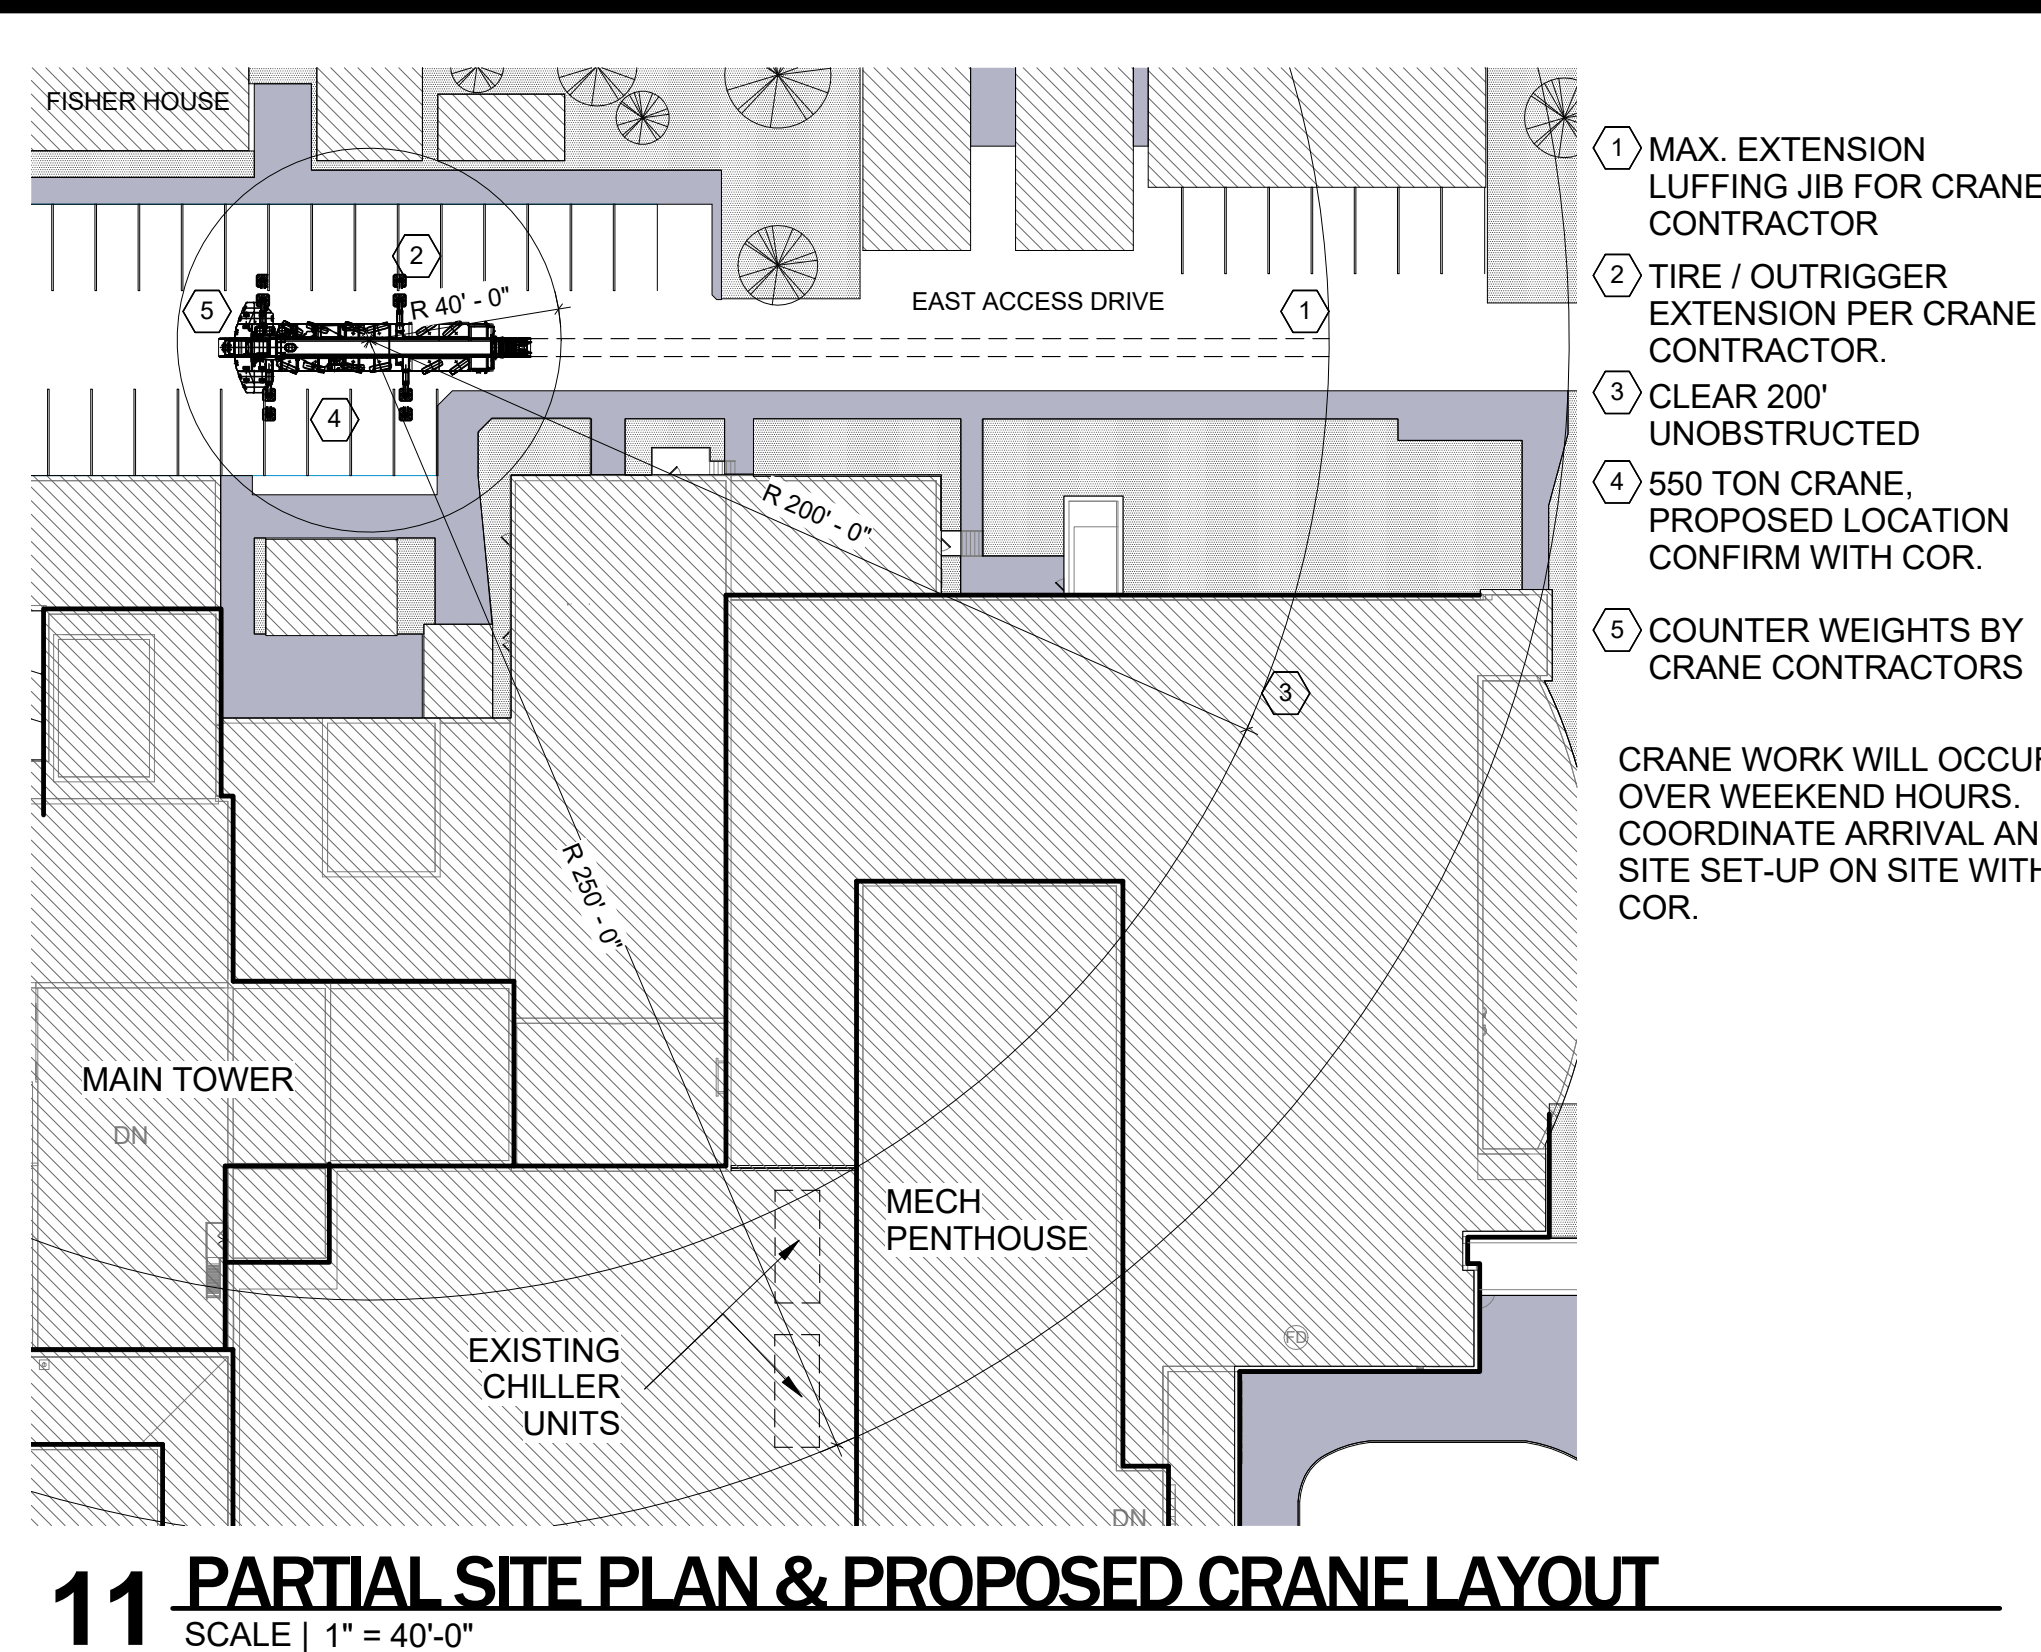 FISHER HOUSE
2
5
R 40' - 0"
EAST ACCESS DRIVE
1
4
R 200' - 0"
3
R 250' - 0"
MAIN TOWER
DN
MECH
PENTHOUSE
EXISTING
CHILLER
UNITS
FD
DN
1 MAX. EXTENSION
LUFFING JIB FOR CRANE
CONTRACTOR
2 TIRE / OUTRIGGER
EXTENSION PER CRANE
CONTRACTOR.
3 CLEAR 200'
UNOBSTRUCTED
4 550 TON CRANE,
PROPOSED LOCATION
CONFIRM WITH COR.
5 COUNTER WEIGHTS BY
CRANE CONTRACTORS
CRANE WORK WILL OCCUR
OVER WEEKEND HOURS.
COORDINATE ARRIVAL AN
SITE SET-UP ON SITE WITH
COR.
11 PARTIAL SITE PLAN & PROPOSED CRANE LAYOUT
SCALE | 1" = 40'-0"